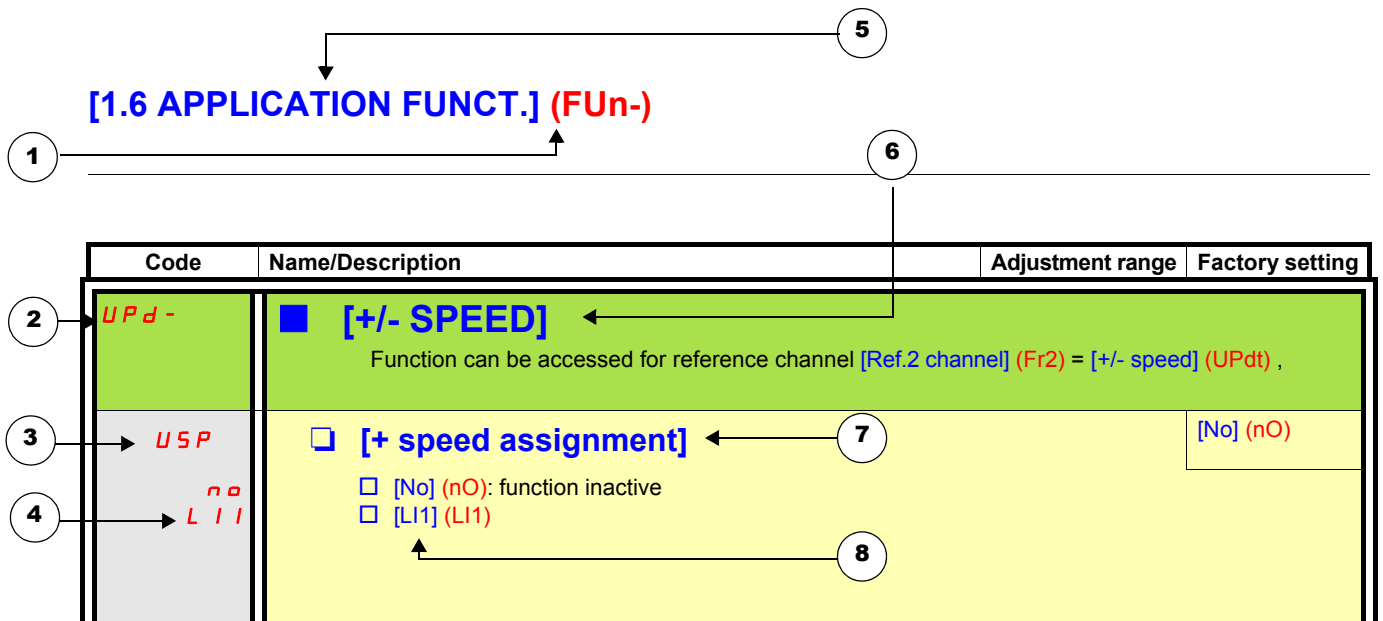 5
[1.6 APPLICATION FUNCT.] (FUn-)
1
6
Code Name/Description Adjustment range Factory setting
2
UPd-
[+/- SPEED]
Function can be accessed for reference channel [Ref.2 channel] (Fr2) = [+/- speed] (UPdt) ,
3
USP
[+ speed assignment]
7
[No] (nO)
no
[No] (nO): function inactive
4
LI1
[LI1] (LI1)
8